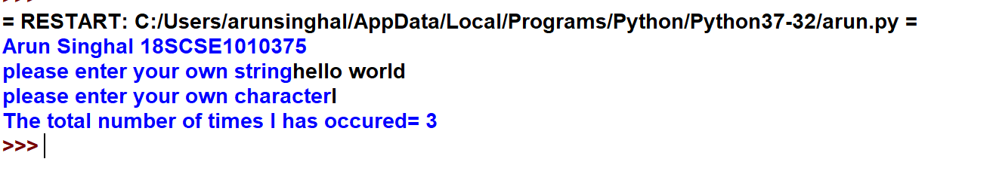 >>>
= RESTART: C:/Users/arunsinghal/AppData/Local/Programs/Python/Python37-32/arun.py =
Arun Singhal 18SCSE1010375
please enter your own stringhello world
please enter your own characterl
The total number of times l has occured= 3
>>>